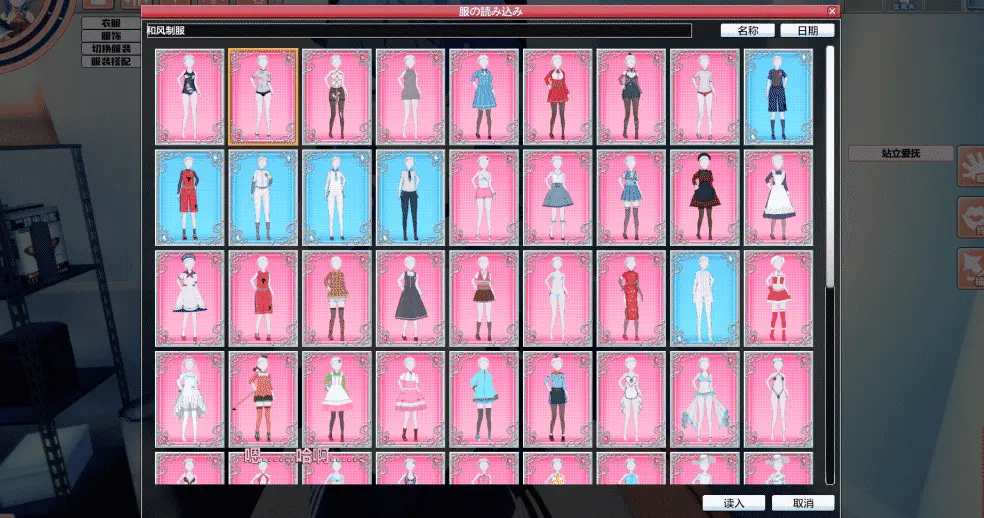 服の読み込み
和风制服
名称
日期
衣服
服饰
切换服装
服装搭配
站立爱抚
嗯……哈啊……
读入
取消